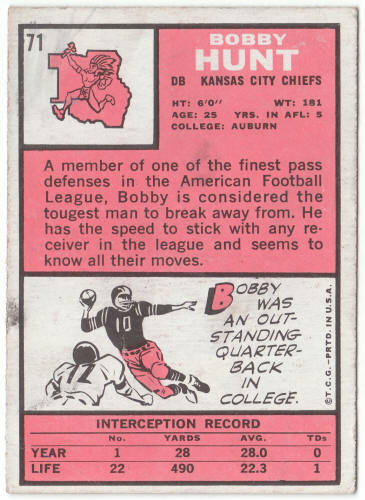 71
BOBBY
HUNT
DB KANSAS CITY CHIEFS
HT: 6'0" WT: 181
AGE: 25 YRS. IN AFL: 5
COLLEGE: AUBURN
A member of one of the finest pass
defenses in the American Football
League, Bobby is considered the
tougest man to break away from. He
has the speed to stick with any re-
ceiver in the league and seems to
know all their moves.
BOBBY
WAS
AN OUT-
STANDING
QUARTER-
BACK
IN
COLLEGE.
10
17
©T.C.G.-PRTD. IN U.S.A.
INTERCEPTION RECORD
No. YARDS AVG. TDs
YEAR 1 28 28.0 0
LIFE 22 490 22.3 1